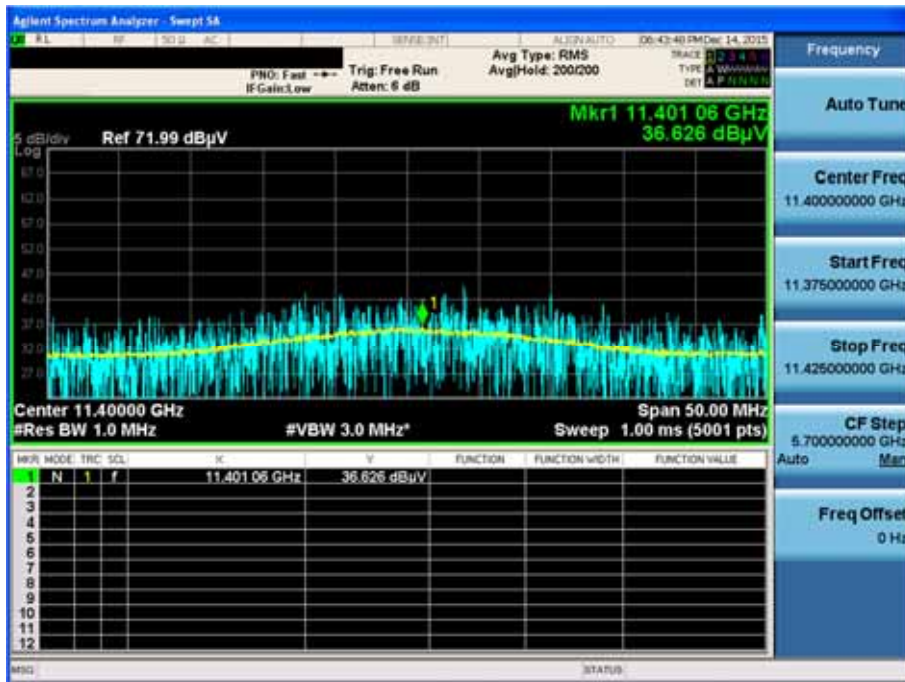 Agilent Spectrum Analyzer - Swept SA
RL RF 50 Ω AC SENSE:INT ALIGN AUTO 06:43:48 PM Dec 14, 2015
PNO: Fast Trig: Free Run Avg Type: RMS TRACE 1 2 3 4 5 6
IFGain:Low Atten: 6 dB Avg|Hold: 200/200 TYPE A W
DET A P N N N N
Mkr1 11.401 06 GHz
36.626 dBµV
5 dB/div Ref 71.99 dBµV
Log
67.0
62.0
57.0
52.0
47.0
42.0
37.0
32.0
27.0
1
Center 11.40000 GHz Span 50.00 MHz
#Res BW 1.0 MHz #VBW 3.0 MHz* Sweep 1.00 ms (5001 pts)
MKR MODE TRC SCL X Y FUNCTION FUNCTION WIDTH FUNCTION VALUE
1 N 1 f 11.401 06 GHz 36.626 dBµV
2
3
4
5
6
7
8
9
10
11
12
MSG STATUS
Frequency
Auto Tune
Center Freq
11.400000000 GHz
Start Freq
11.375000000 GHz
Stop Freq
11.425000000 GHz
CF Step
5.700000000 GHz
Auto Man
Freq Offset
0 Hz